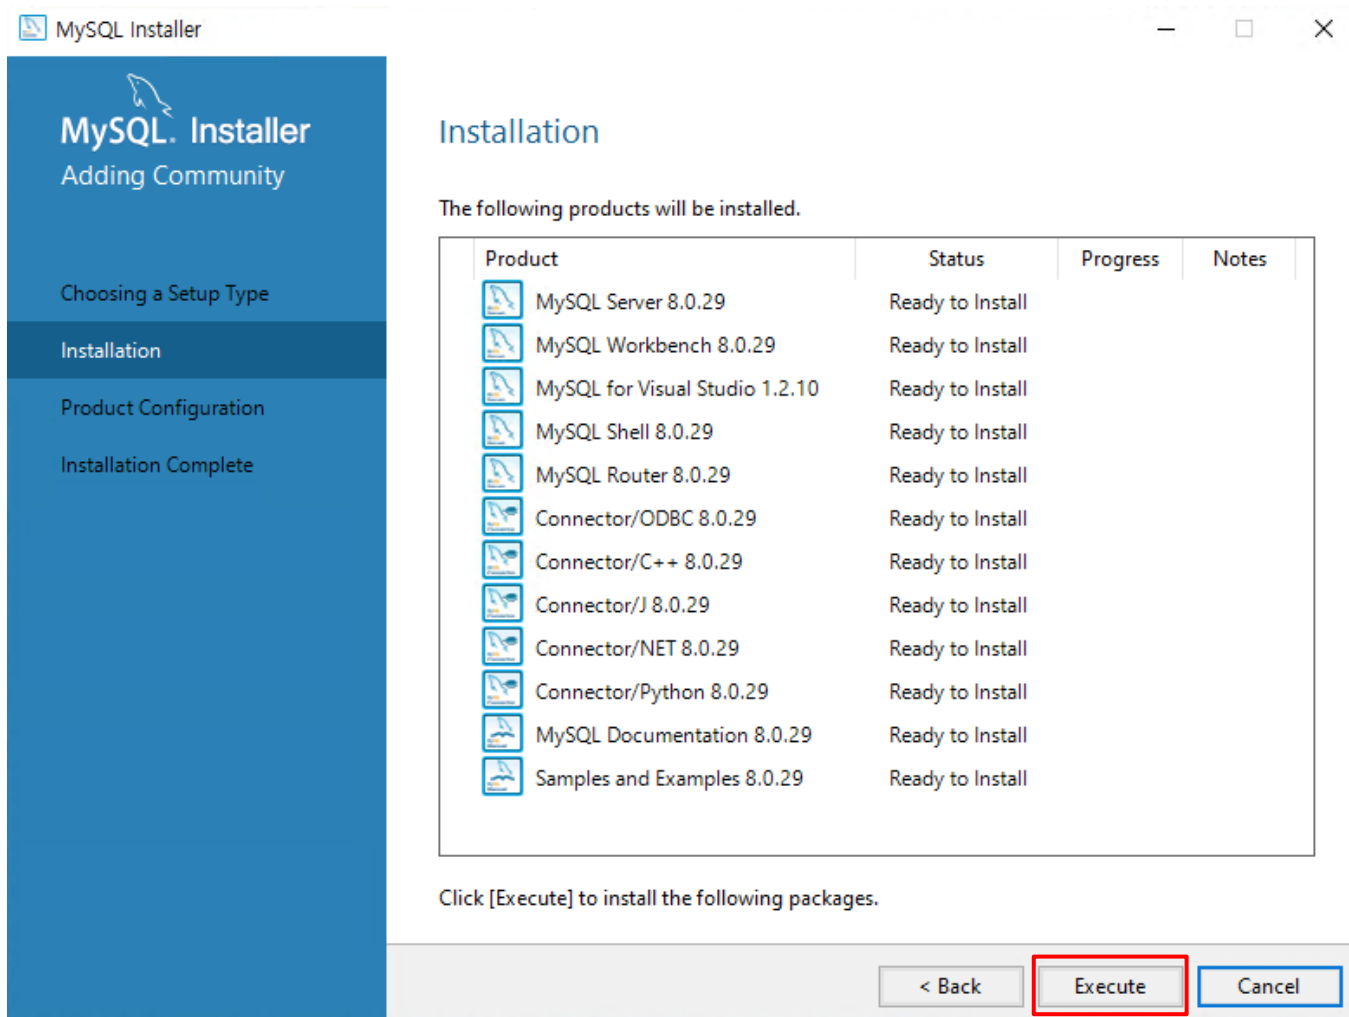 MySQL Installer
MySQL. Installer
Adding Community
Choosing a Setup Type
Installation
Product Configuration
Installation Complete
Installation
The following products will be installed.
Product Status Progress Notes
MySQL Server 8.0.29 Ready to Install
MySQL Workbench 8.0.29 Ready to Install
MySQL for Visual Studio 1.2.10 Ready to Install
MySQL Shell 8.0.29 Ready to Install
MySQL Router 8.0.29 Ready to Install
Connector/ODBC 8.0.29 Ready to Install
Connector/C++ 8.0.29 Ready to Install
Connector/J 8.0.29 Ready to Install
Connector/NET 8.0.29 Ready to Install
Connector/Python 8.0.29 Ready to Install
MySQL Documentation 8.0.29 Ready to Install
Samples and Examples 8.0.29 Ready to Install
Click [Execute] to install the following packages.
< Back Execute Cancel